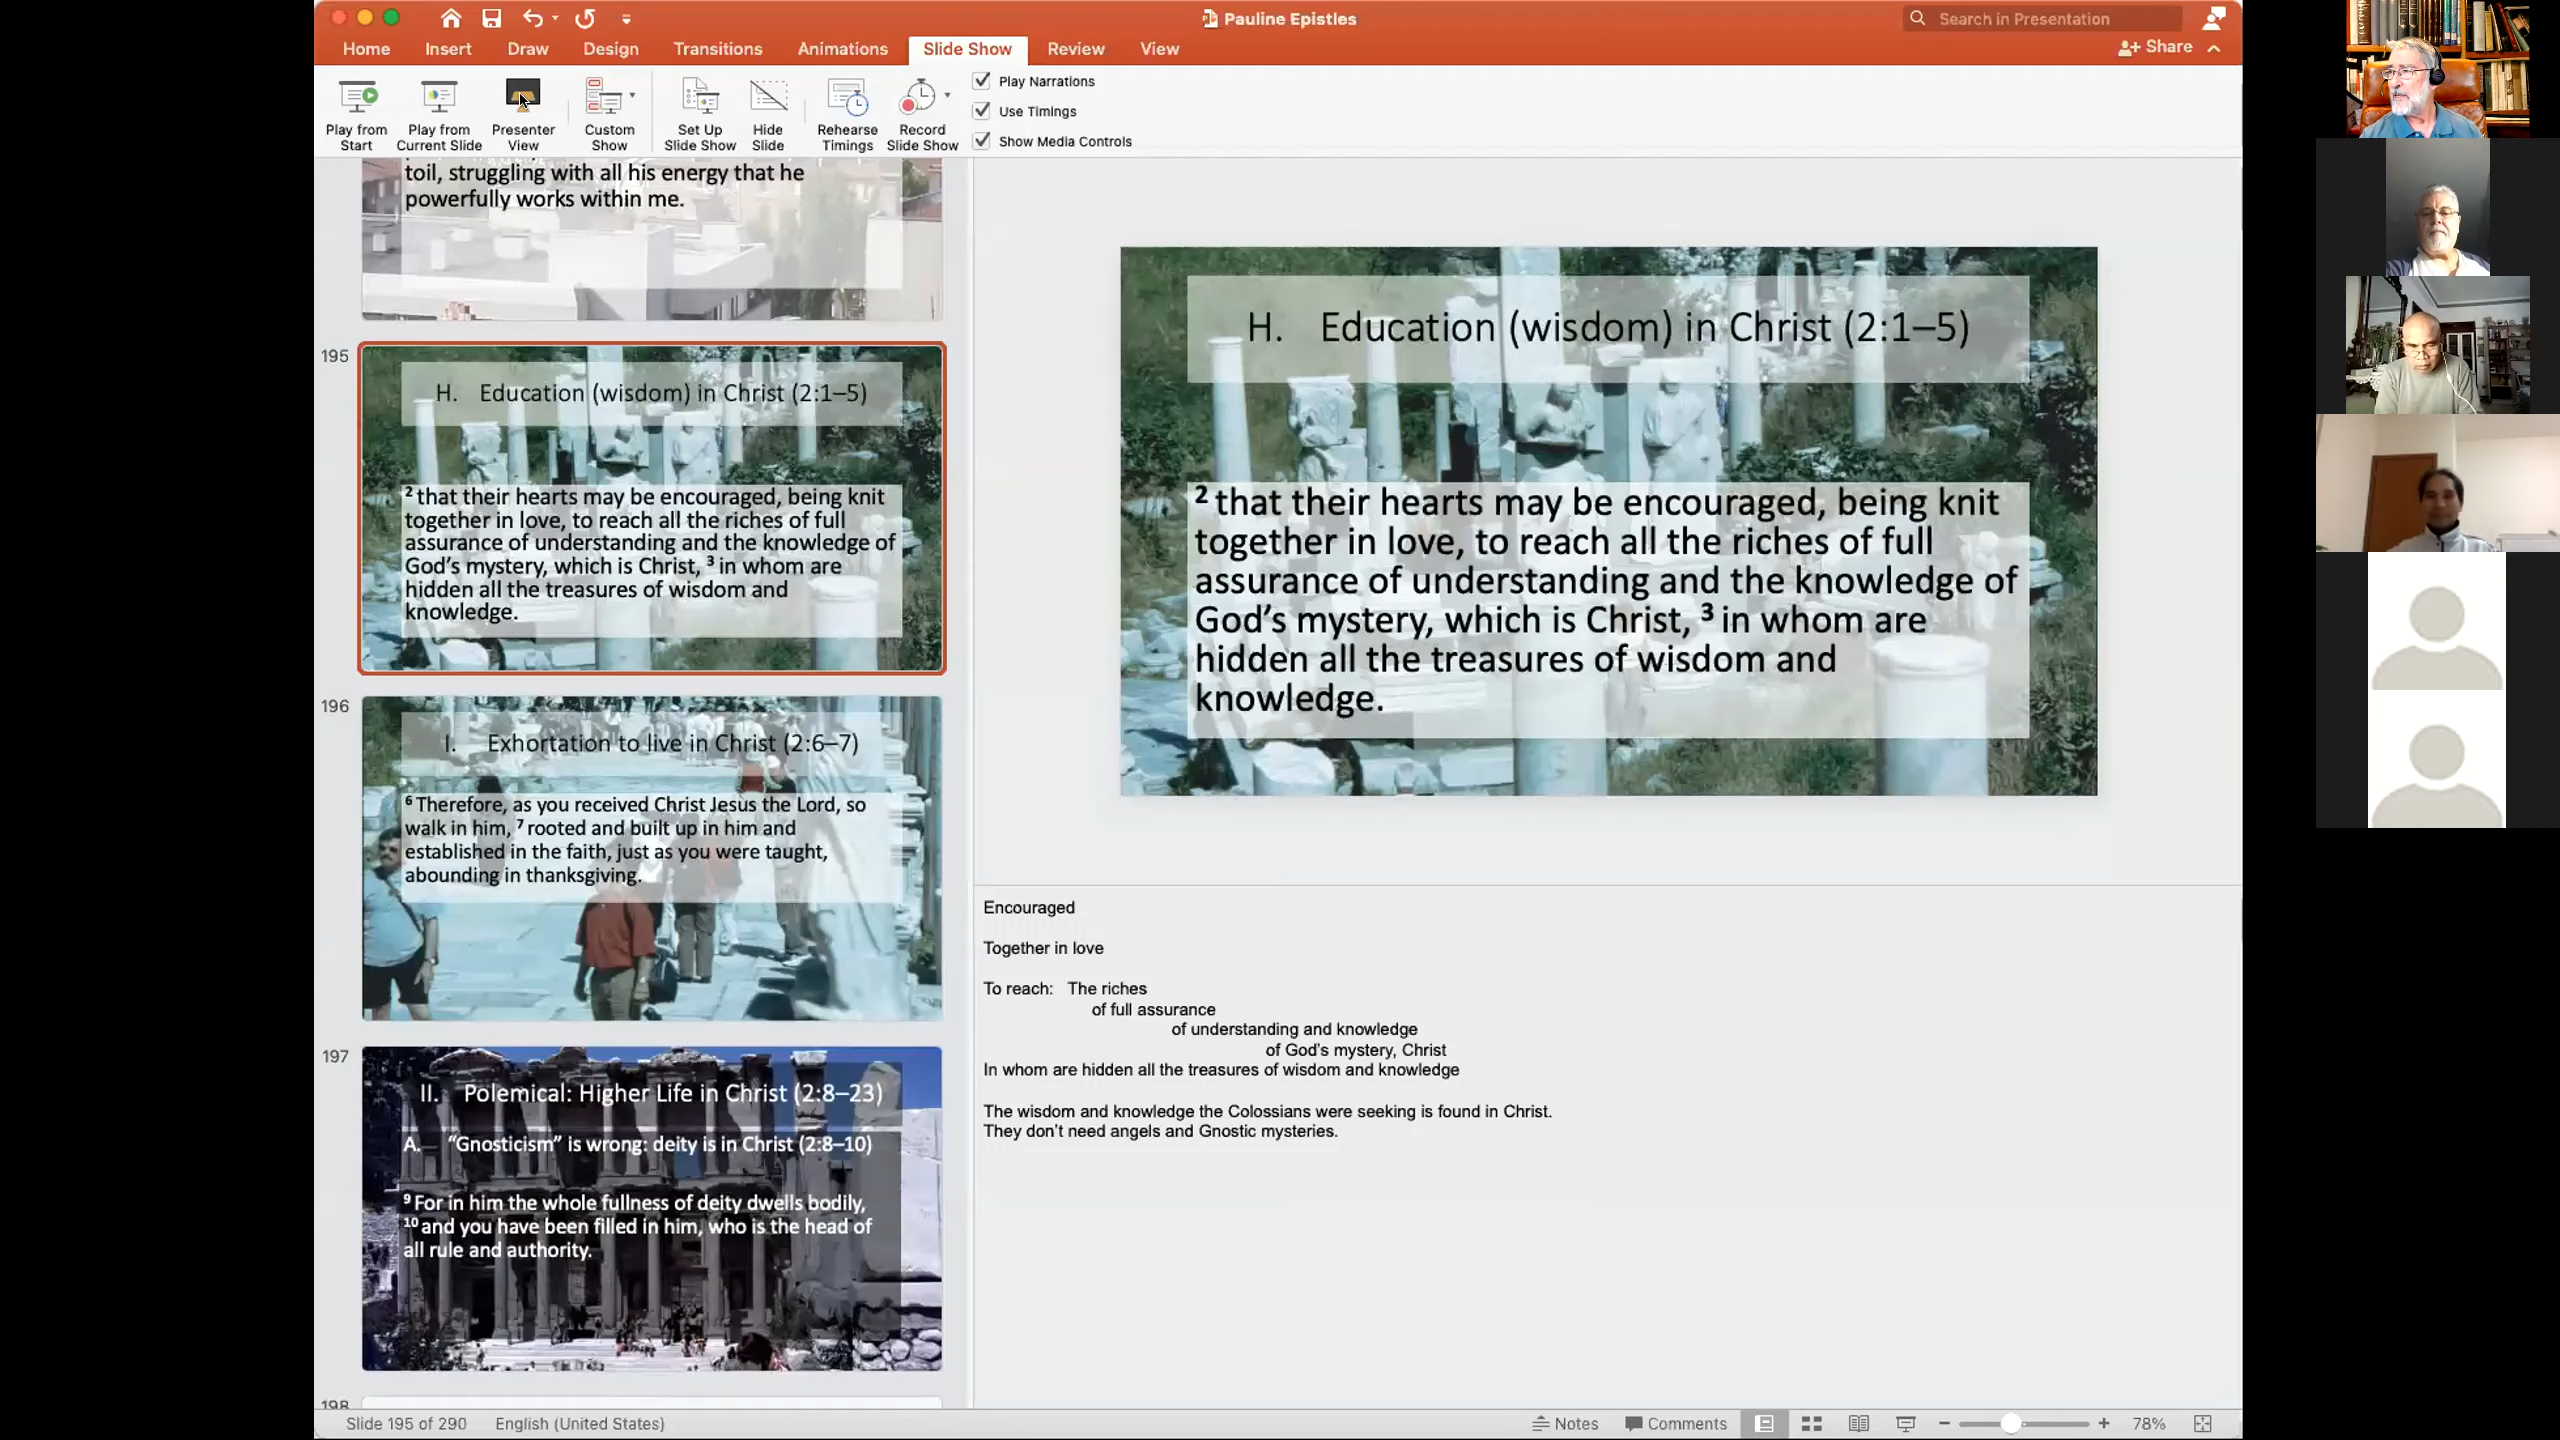 Pauline Epistles
Search in Presentation
Home Insert Draw Design Transitions Animations Slide Show Review View
Share
Play from Start
Play from Current Slide
Presenter View
Custom Show
Set Up Slide Show
Hide Slide
Rehearse Timings
Record Slide Show
Play Narrations
Use Timings
Show Media Controls
toil, struggling with all his energy that he
powerfully works within me.
195
H. Education (wisdom) in Christ (2:1–5)
2 that their hearts may be encouraged, being knit
together in love, to reach all the riches of full
assurance of understanding and the knowledge of
God’s mystery, which is Christ, 3 in whom are
hidden all the treasures of wisdom and
knowledge.
196
I. Exhortation to live in Christ (2:6–7)
6 Therefore, as you received Christ Jesus the Lord, so
walk in him, 7 rooted and built up in him and
established in the faith, just as you were taught,
abounding in thanksgiving.
197
II. Polemical: Higher Life in Christ (2:8–23)
A. “Gnosticism” is wrong: deity is in Christ (2:8–10)
9 For in him the whole fullness of deity dwells bodily,
10 and you have been filled in him, who is the head of
all rule and authority.
198
H. Education (wisdom) in Christ (2:1–5)
2 that their hearts may be encouraged, being knit
together in love, to reach all the riches of full
assurance of understanding and the knowledge of
God’s mystery, which is Christ, 3 in whom are
hidden all the treasures of wisdom and
knowledge.
Encouraged
Together in love
To reach: The riches
of full assurance
of understanding and knowledge
of God’s mystery, Christ
In whom are hidden all the treasures of wisdom and knowledge
The wisdom and knowledge the Colossians were seeking is found in Christ.
They don’t need angels and Gnostic mysteries.
Slide 195 of 290 English (United States)
Notes Comments 78%